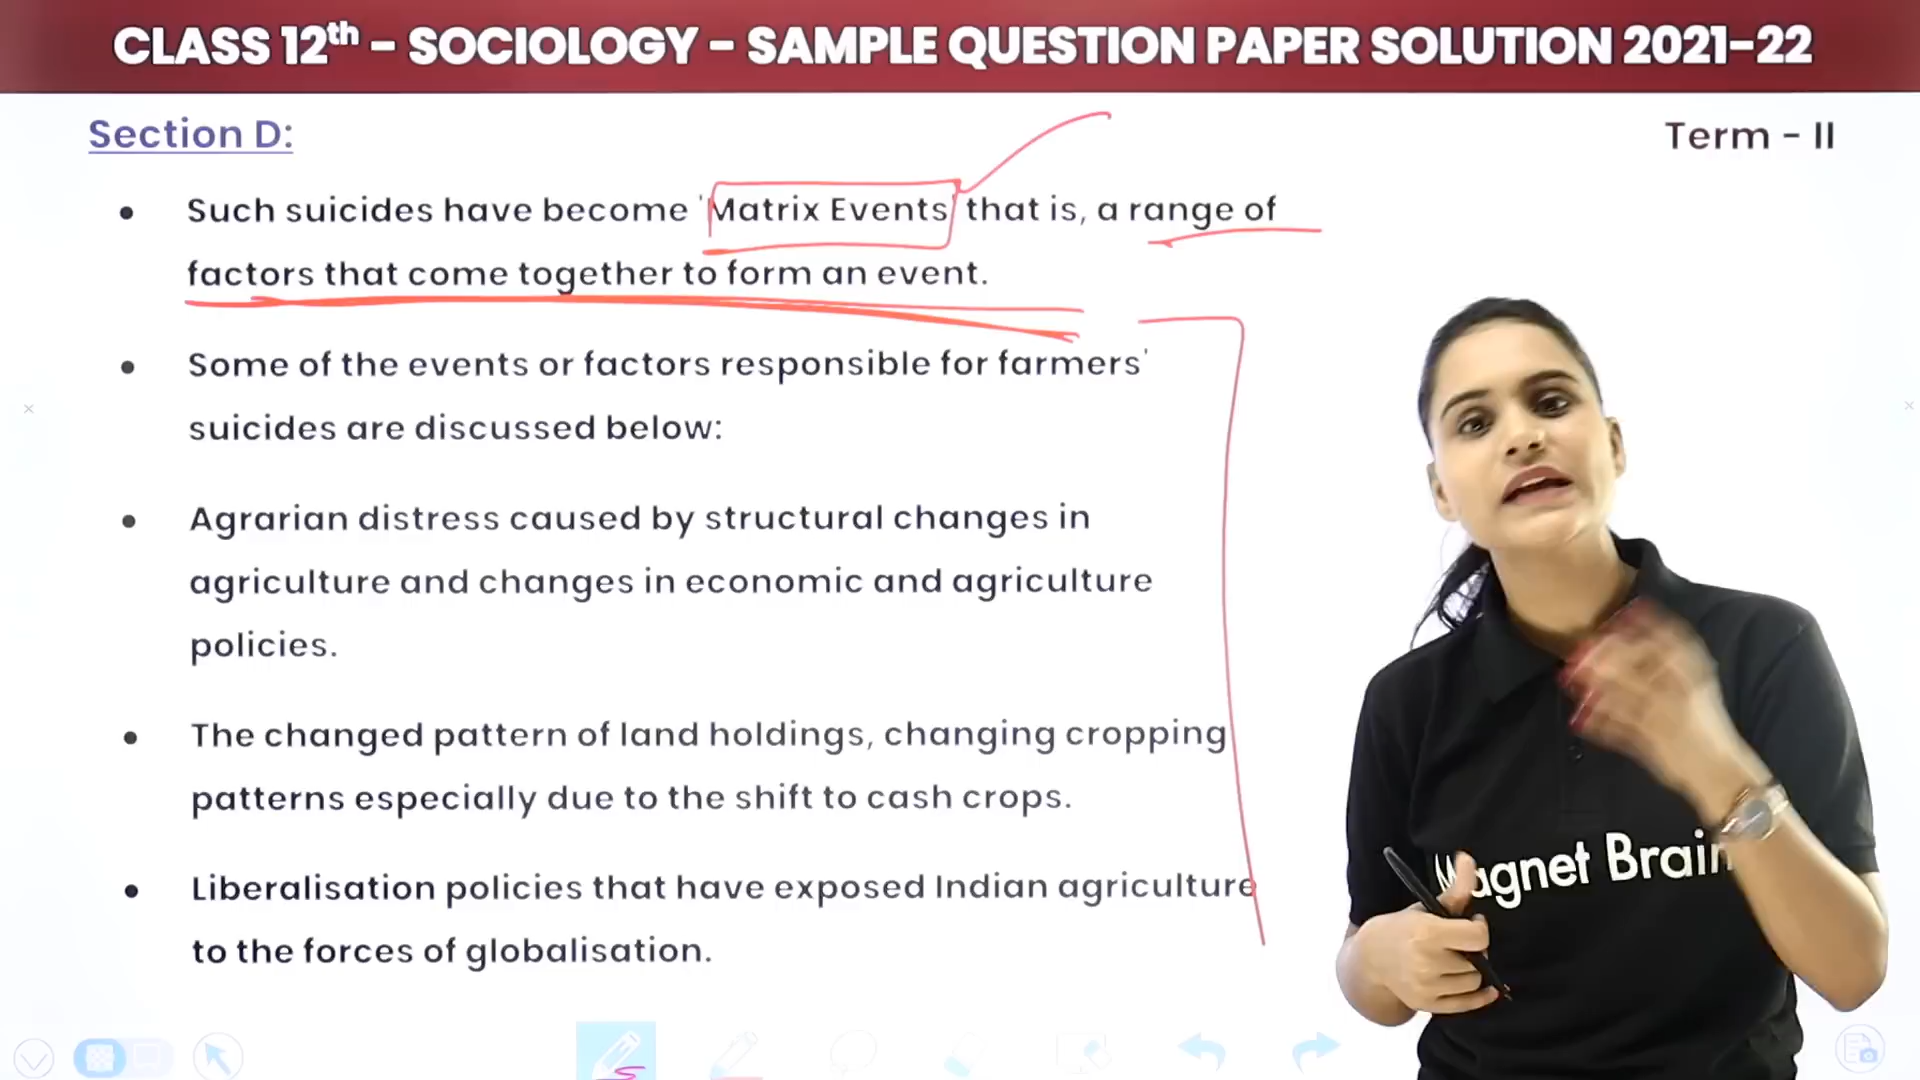 CLASS 12th – SOCIOLOGY – SAMPLE QUESTION PAPER SOLUTION 2021-22
Section D:
Term - II
• Such suicides have become 'Matrix Events' that is, a range of
factors that come together to form an event.
• Some of the events or factors responsible for farmers'
suicides are discussed below:
• Agrarian distress caused by structural changes in
agriculture and changes in economic and agriculture
policies.
• The changed pattern of land holdings, changing cropping
patterns especially due to the shift to cash crops.
• Liberalisation policies that have exposed Indian agriculture
to the forces of globalisation.
Magnet Brain